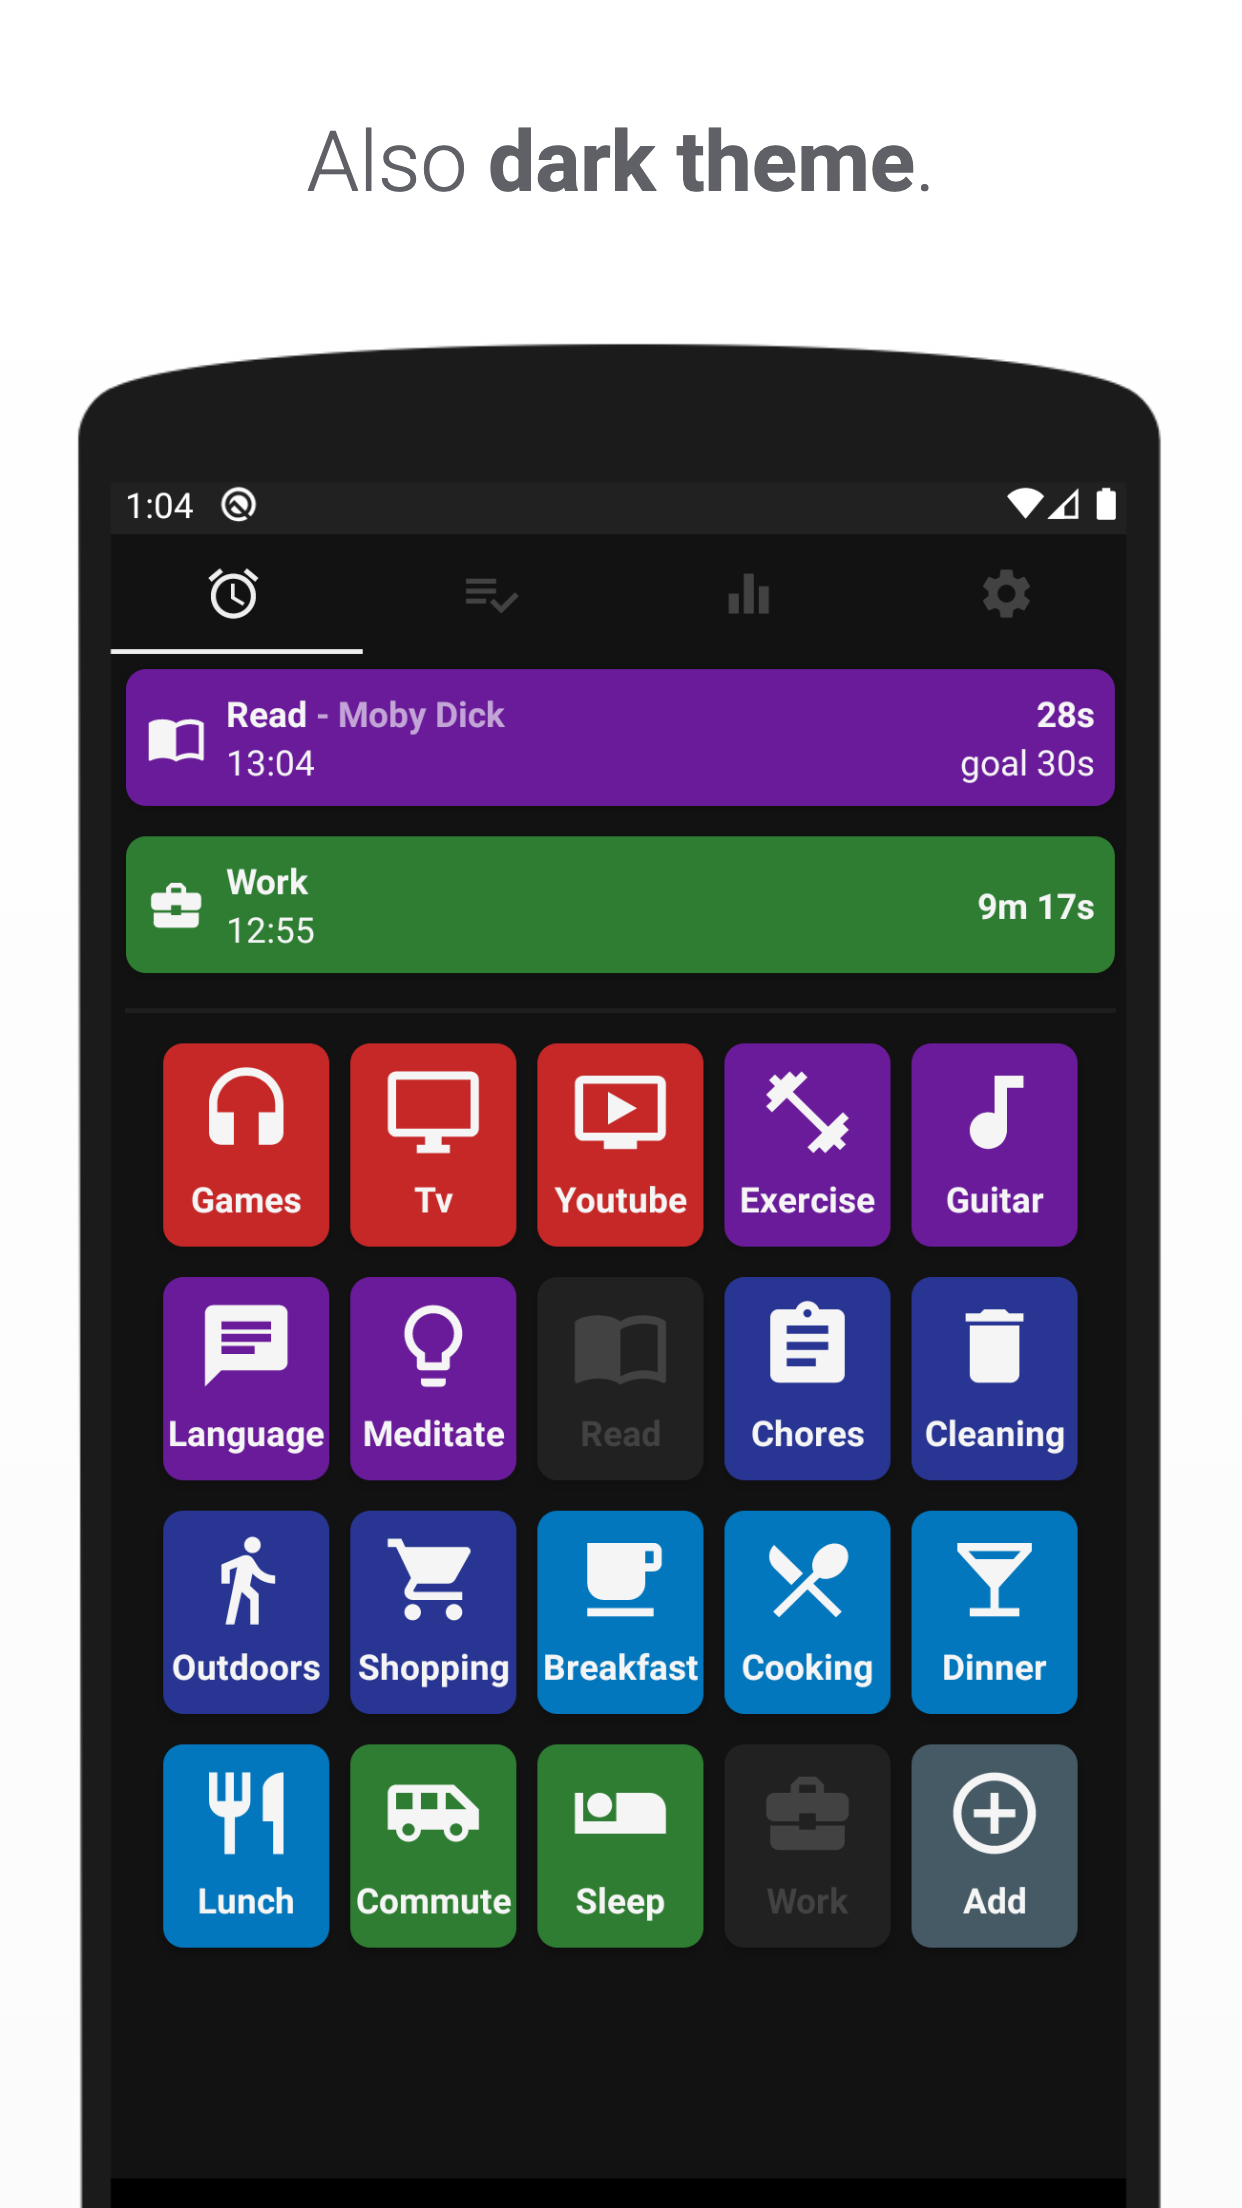 Also dark theme.
1:04
Read - Moby Dick
28s
13:04
goal 30s
Work
12:55
9m 17s
Games
Tv
Youtube
Exercise
Guitar
Language
Meditate
Read
Chores
Cleaning
Outdoors
Shopping
Breakfast
Cooking
Dinner
Lunch
Commute
Sleep
Work
Add